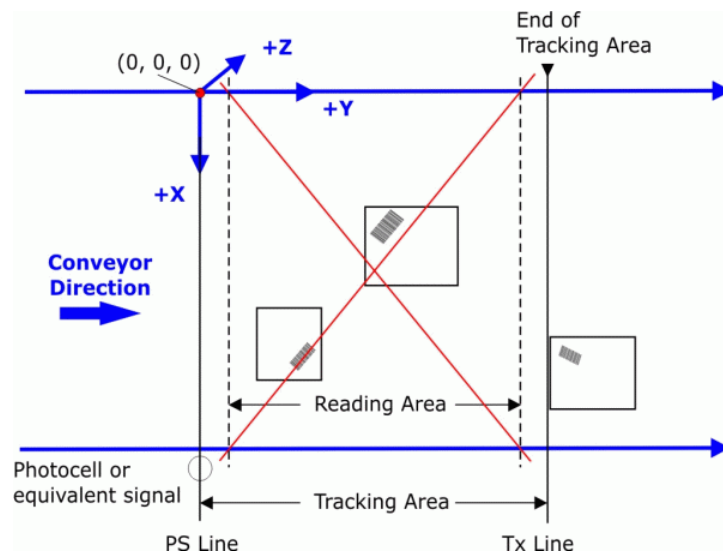 End of
Tracking Area
+Z
(0, 0, 0)
+Y
+X
Conveyor
Direction
Reading Area
Photocell or
equivalent signal
Tracking Area
PS Line
Tx Line